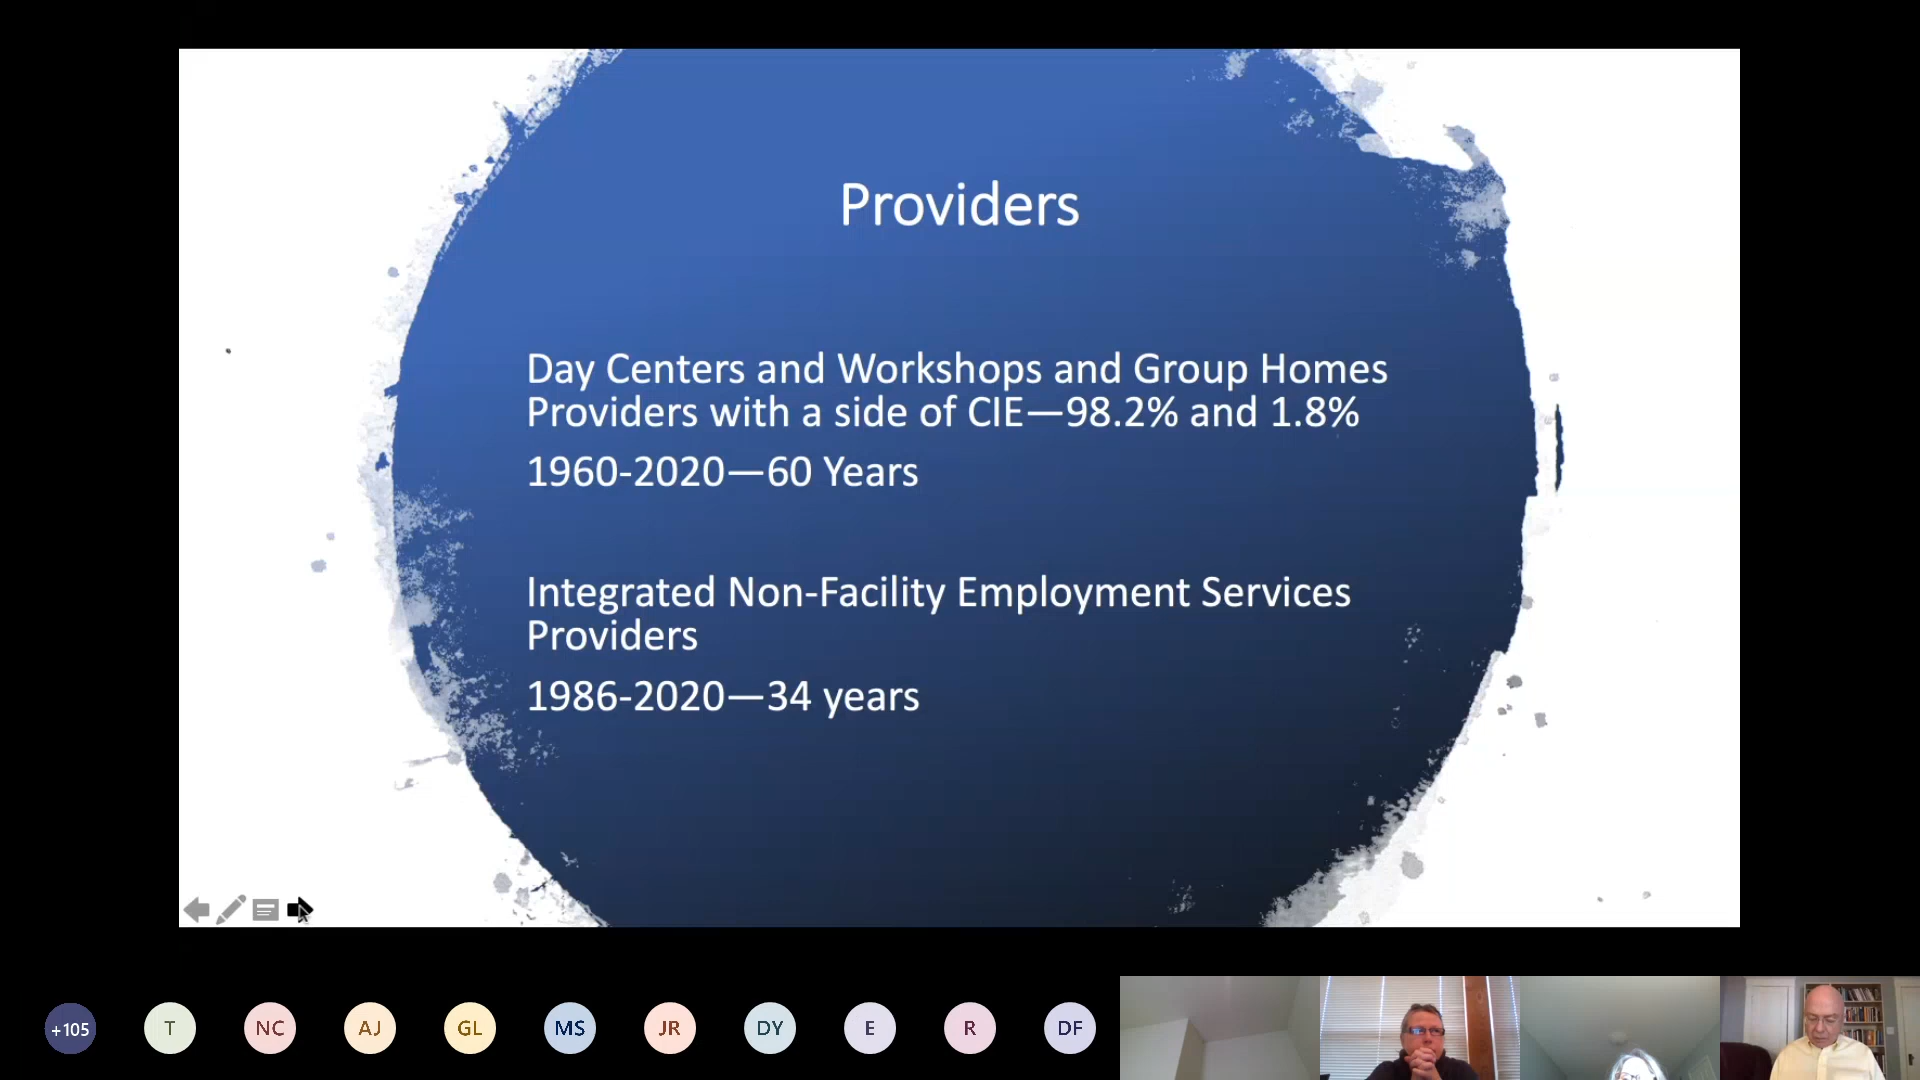 Providers
Day Centers and Workshops and Group Homes
Providers with a side of CIE—98.2% and 1.8%
1960-2020—60 Years
Integrated Non-Facility Employment Services
Providers
1986-2020—34 years
+105 T NC AJ GL MS JR DY E R DF